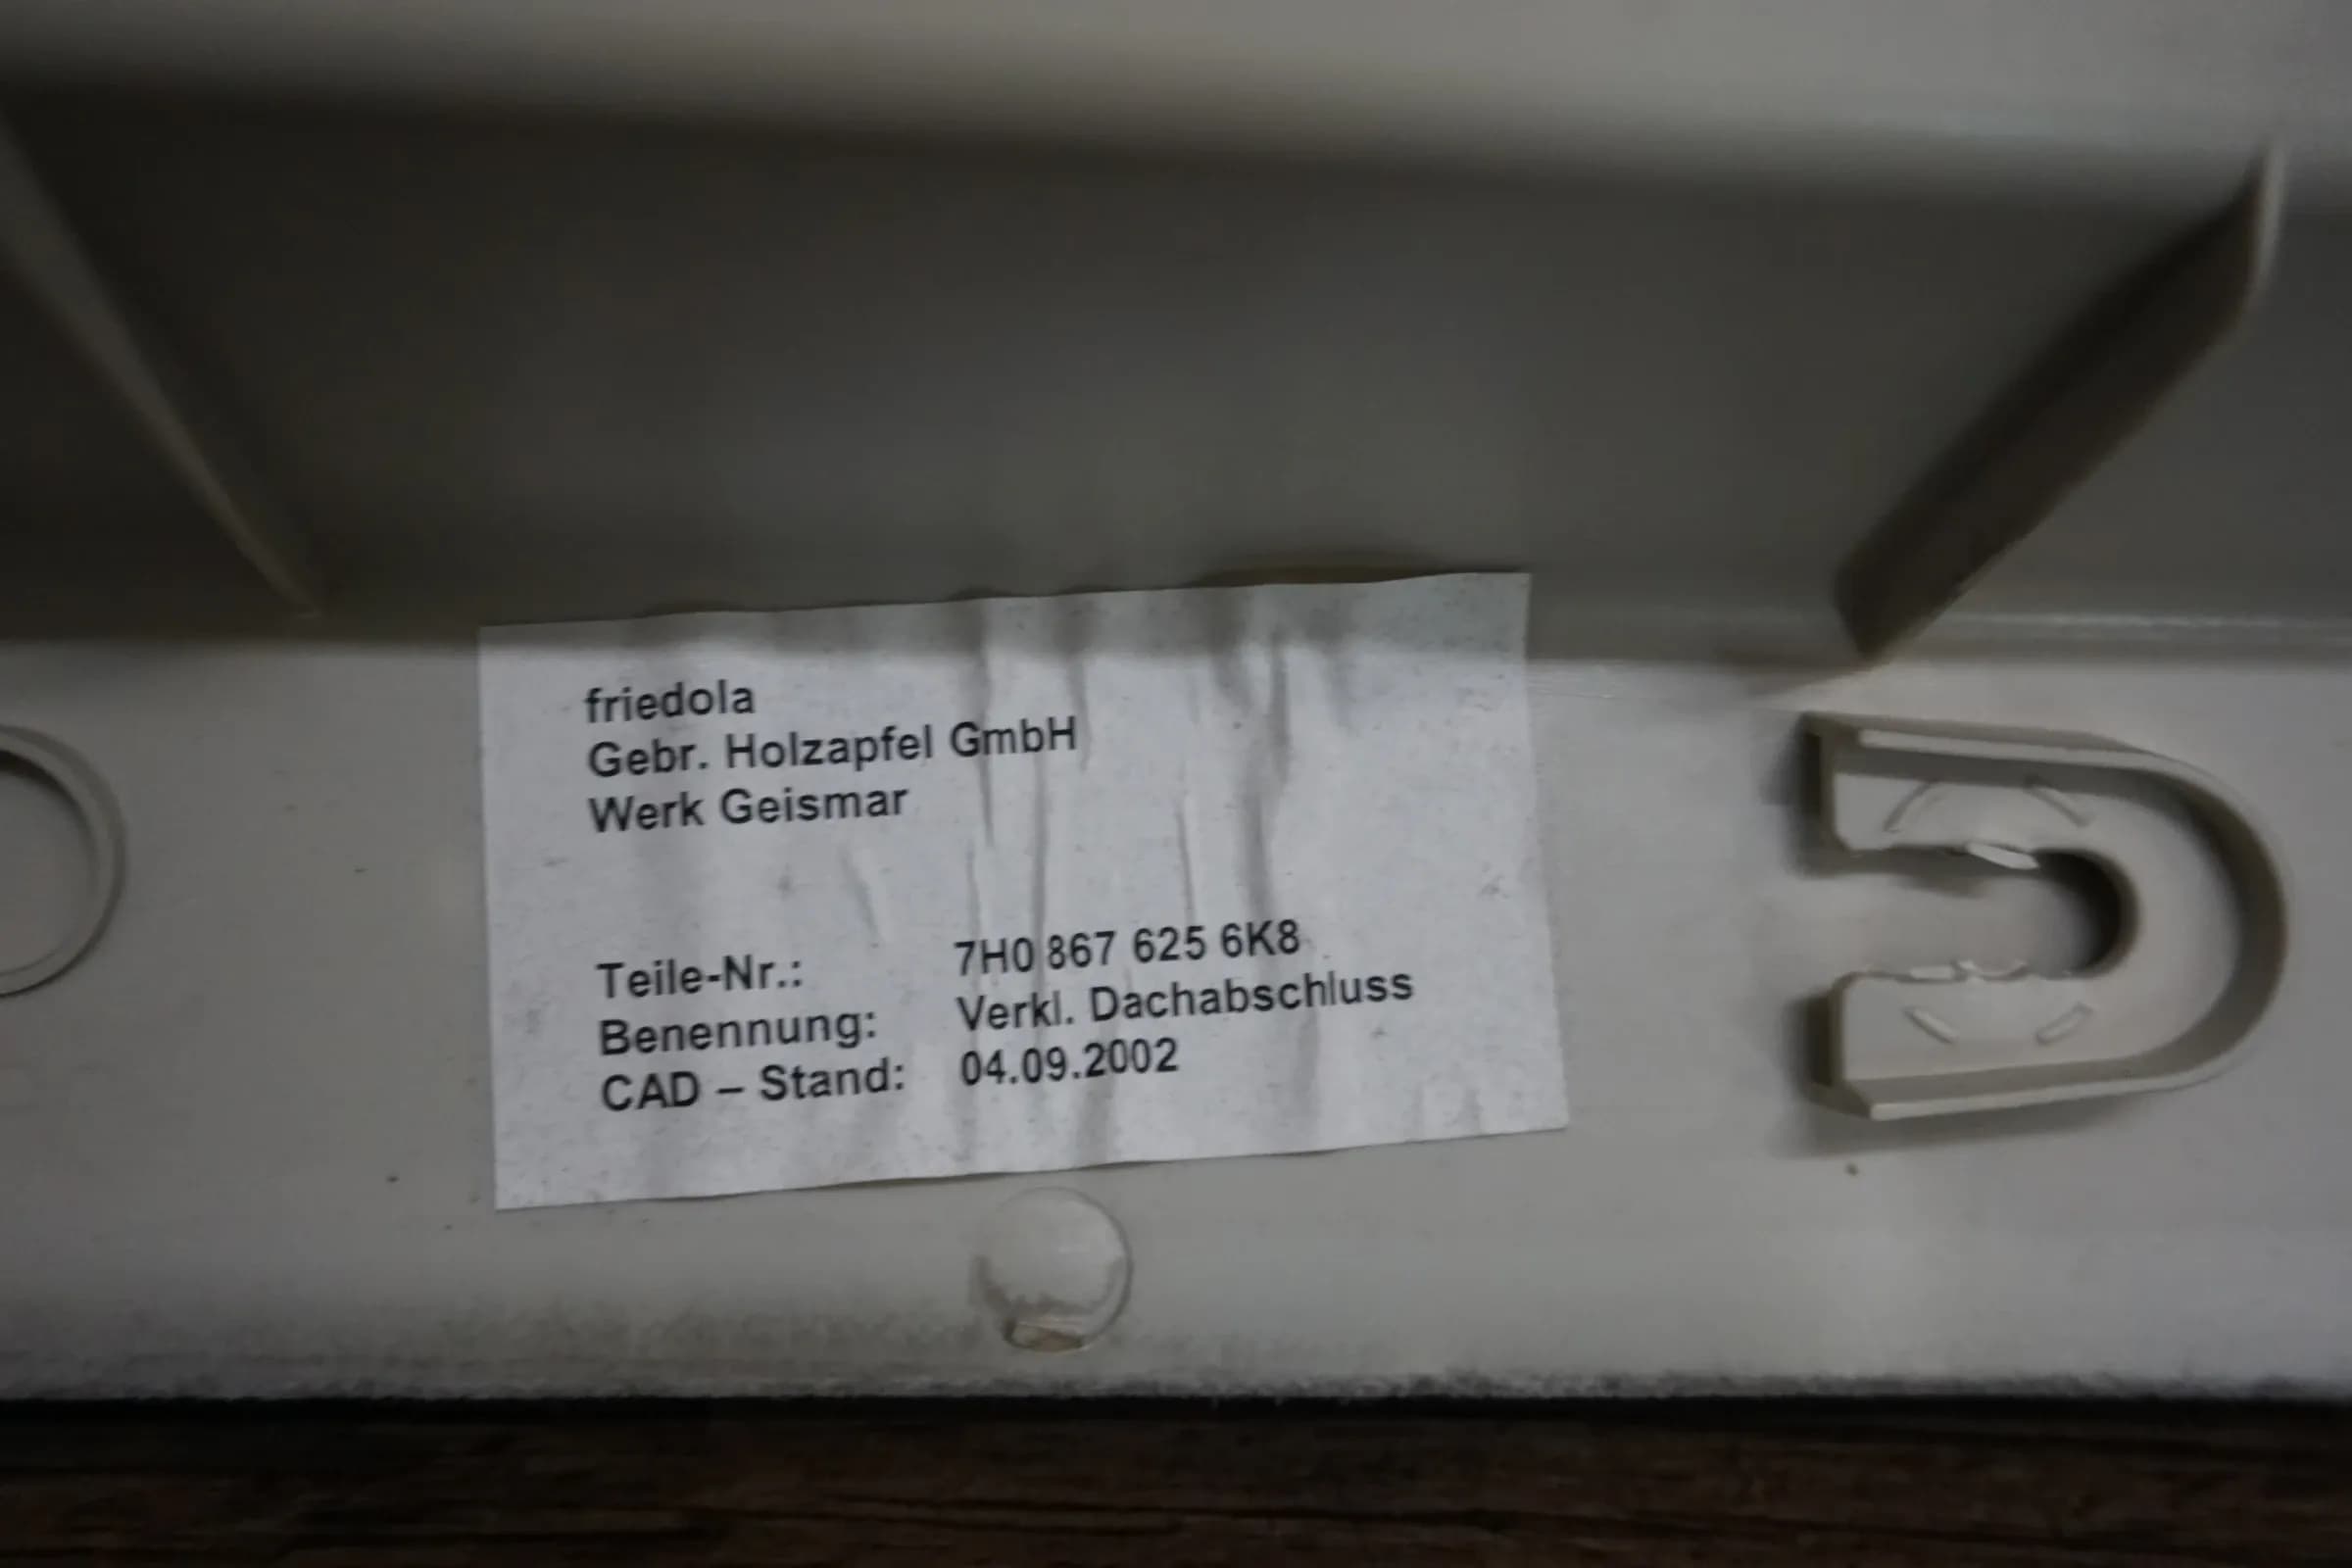 friedola
Gebr. Holzapfel GmbH
Werk Geismar
Teile-Nr.: 7H0 867 625 6K8
Benennung: Verkl. Dachabschluss
CAD – Stand: 04.09.2002